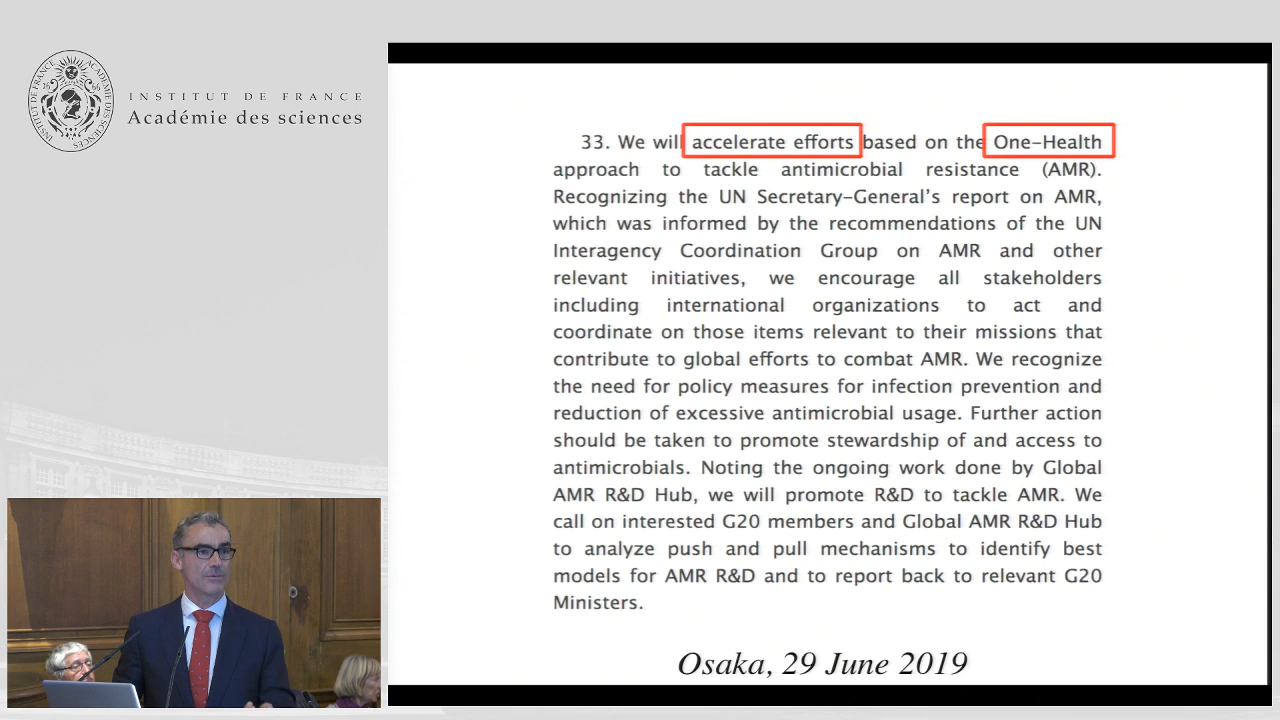 INSTITUT DE FRANCE
Académie des sciences
INSTITUT DE FRANCE
ACADÉMIE DES SCIENCES
1666
33. We will accelerate efforts based on the One-Health
approach to tackle antimicrobial resistance (AMR).
Recognizing the UN Secretary-General's report on AMR,
which was informed by the recommendations of the UN
Interagency Coordination Group on AMR and other
relevant initiatives, we encourage all stakeholders
including international organizations to act and
coordinate on those items relevant to their missions that
contribute to global efforts to combat AMR. We recognize
the need for policy measures for infection prevention and
reduction of excessive antimicrobial usage. Further action
should be taken to promote stewardship of and access to
antimicrobials. Noting the ongoing work done by Global
AMR R&D Hub, we will promote R&D to tackle AMR. We
call on interested G20 members and Global AMR R&D Hub
to analyze push and pull mechanisms to identify best
models for AMR R&D and to report back to relevant G20
Ministers.
Osaka, 29 June 2019